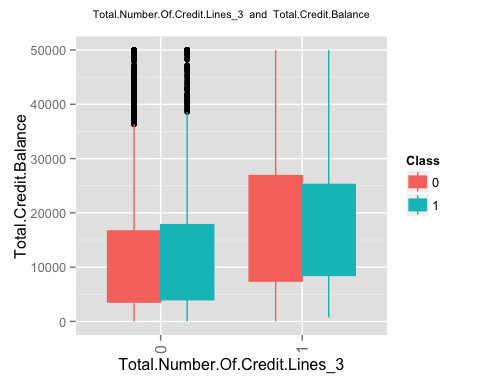 Total.Number.Of.Credit.Lines_3 and Total.Credit.Balance
50000
40000
30000
20000
10000
0
Total.Credit.Balance
0
1
Total.Number.Of.Credit.Lines_3
Class
0
1